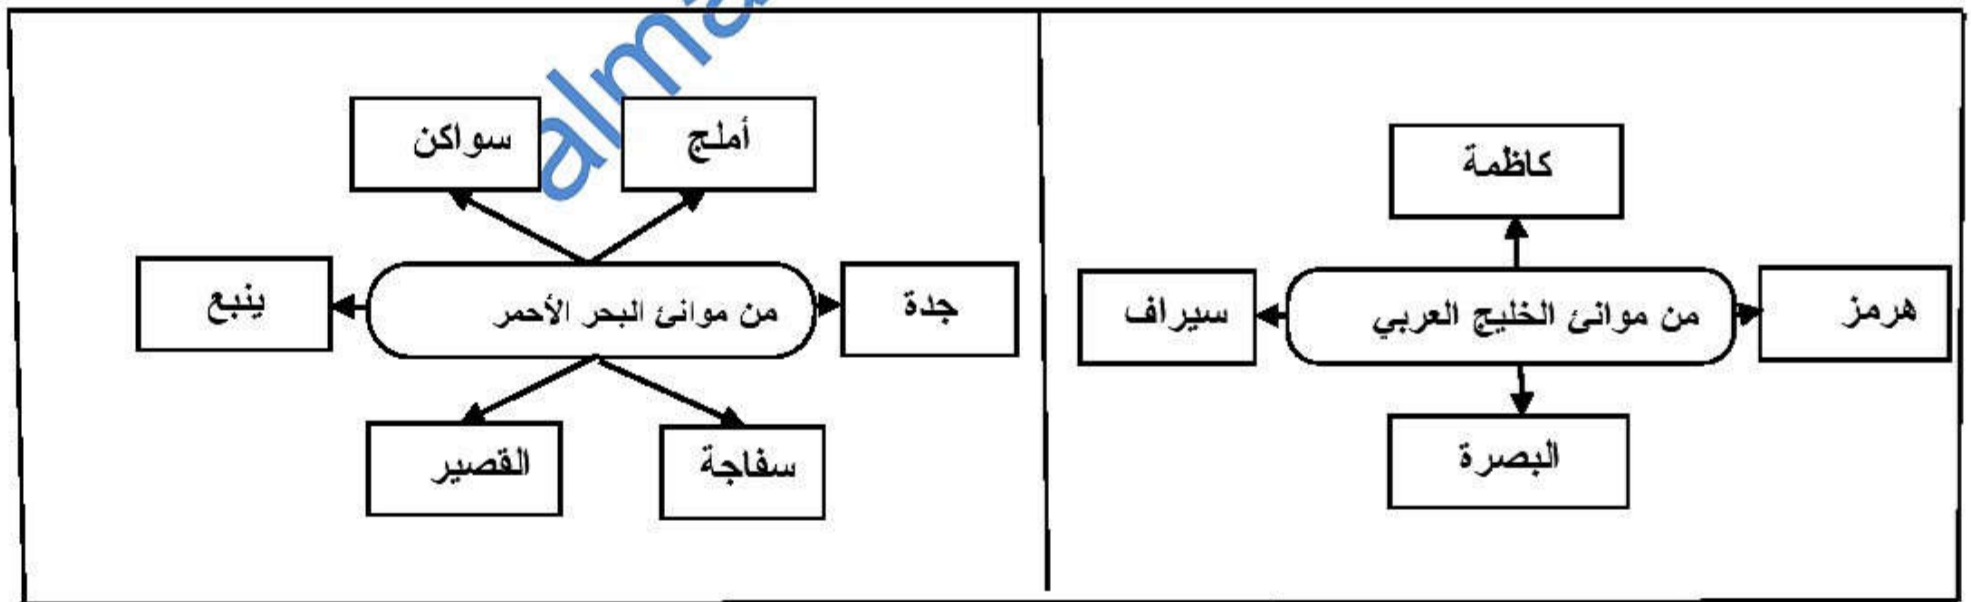 كاظمة
هرمز
من موانئ الخليج العربي
سيراف
البصرة
أملج
سواكن
جدة
من موانئ البحر الأحمر
ينبع
سفاجة
القصير
alma